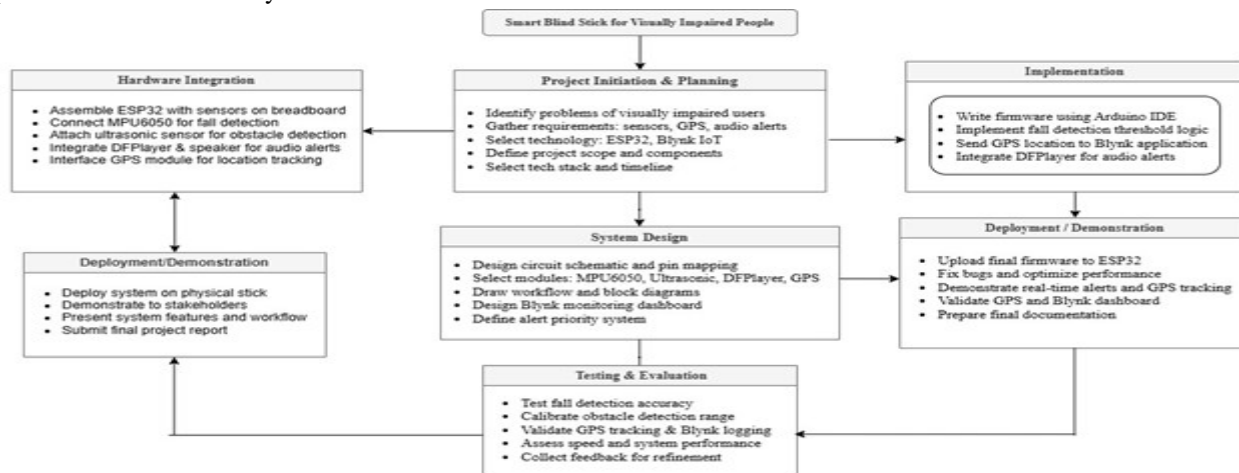 Smart Blind Stick for Visually Impaired People
Hardware Integration
• Assemble ESP32 with sensors on breadboard
• Connect MPU6050 for fall detection
• Attach ultrasonic sensor for obstacle detection
• Integrate DFPlayer & speaker for audio alerts
• Interface GPS module for location tracking
Project Initiation & Planning
• Identify problems of visually impaired users
• Gather requirements: sensors, GPS, audio alerts
• Select technology: ESP32, Blynk IoT
• Define project scope and components
• Select tech stack and timeline
Implementation
• Write firmware using Arduino IDE
• Implement fall detection threshold logic
• Send GPS location to Blynk application
• Integrate DFPlayer for audio alerts
System Design
• Design circuit schematic and pin mapping
• Select modules: MPU6050, Ultrasonic, DFPlayer, GPS
• Draw workflow and block diagrams
• Design Blynk monitoring dashboard
• Define alert priority system
Deployment / Demonstration
• Upload final firmware to ESP32
• Fix bugs and optimize performance
• Demonstrate real-time alerts and GPS tracking
• Validate GPS and Blynk dashboard
• Prepare final documentation
Deployment/Demonstration
• Deploy system on physical stick
• Demonstrate to stakeholders
• Present system features and workflow
• Submit final project report
Testing & Evaluation
• Test fall detection accuracy
• Calibrate obstacle detection range
• Validate GPS tracking & Blynk logging
• Assess speed and system performance
• Collect feedback for refinement